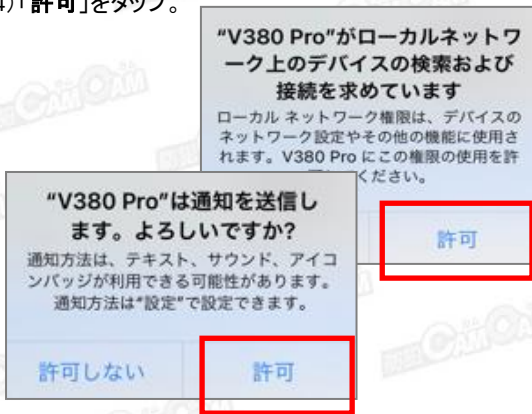 4)「許可」をタップ。
“V380 Pro”がローカルネットワ
ーク上のデバイスの検索および
接続を求めています
ローカル ネットワーク権限は、デバイスの
ネットワーク設定やその他の機能に使用さ
れます。V380 Pro にこの権限の使用を許
ください。
許可
“V380 Pro”は通知を送信し
ます。よろしいですか?
通知方法は、テキスト、サウンド、アイコ
ンバッジが利用できる可能性があります。
通知方法は“設定”で設定できます。
許可しない
許可
CAMCAM
CAMCAM